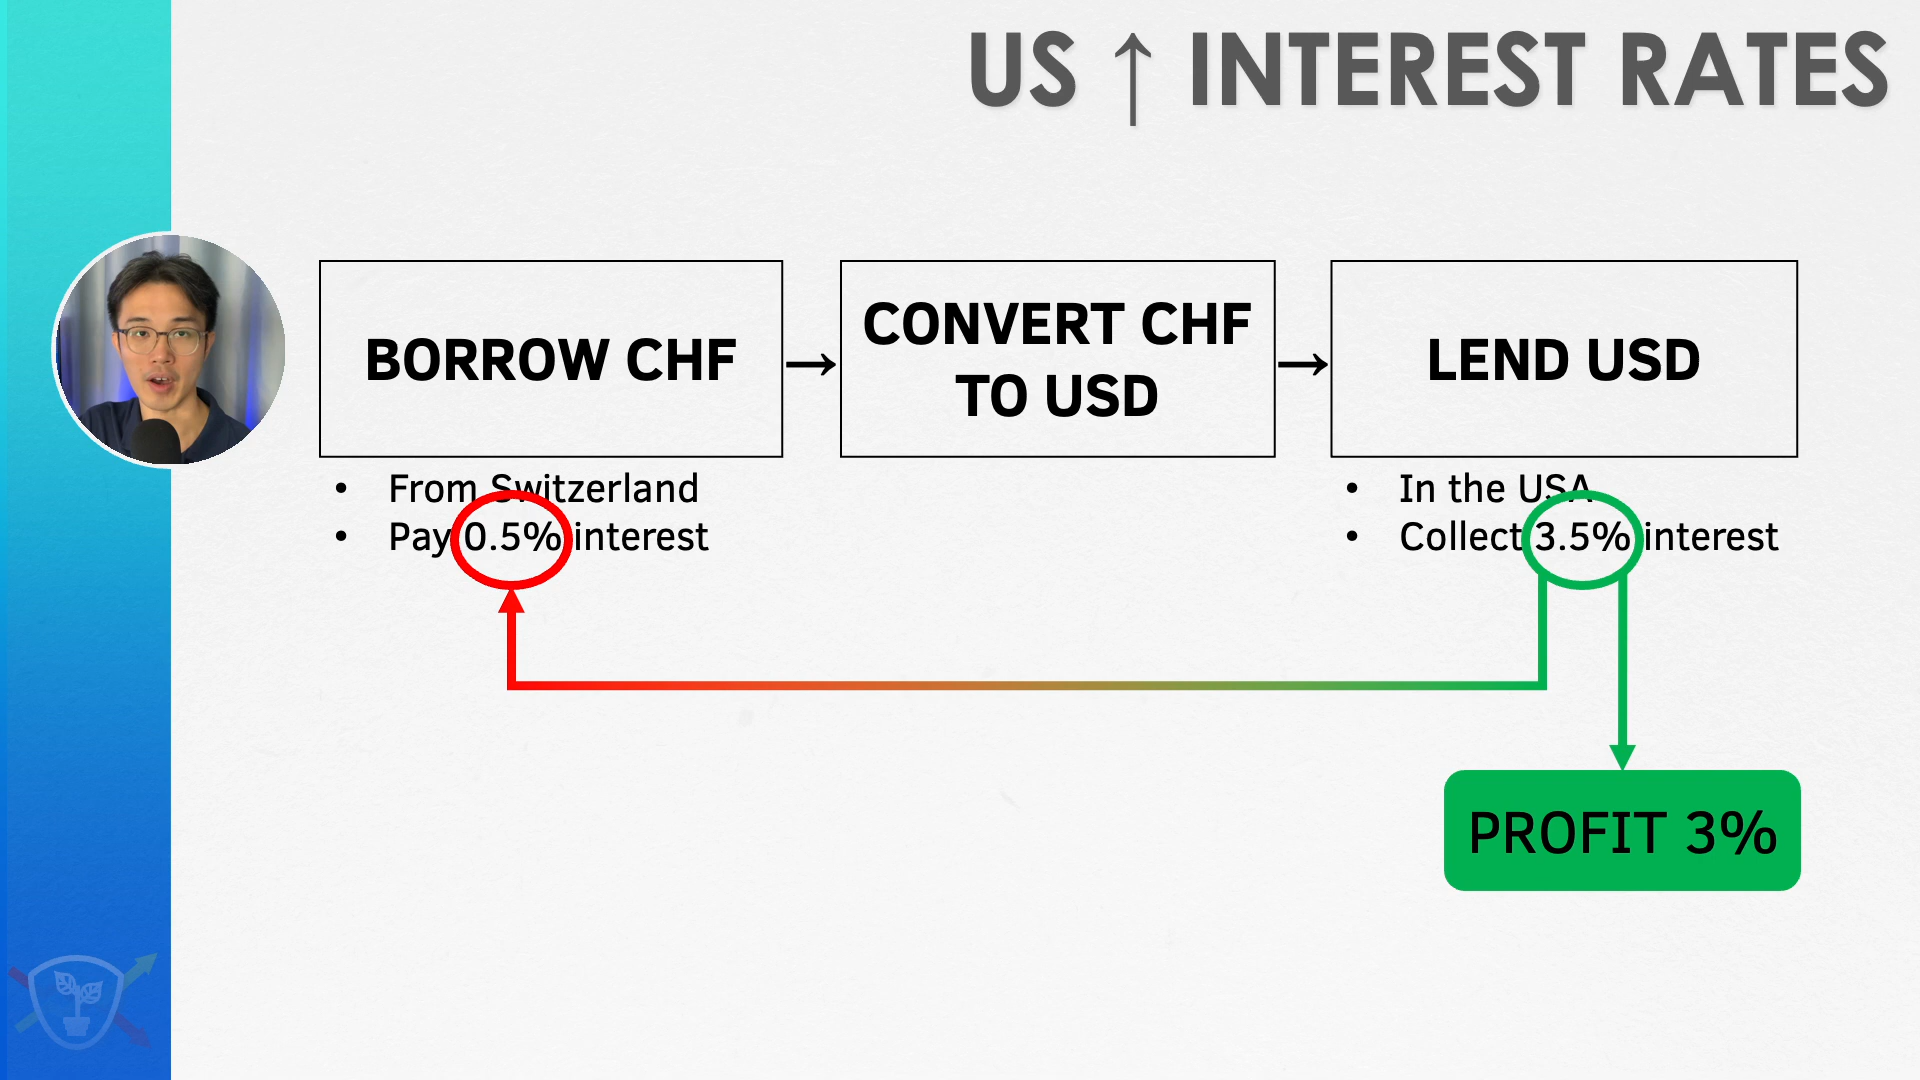 US ↑ INTEREST RATES
BORROW CHF
→
CONVERT CHF
TO USD
→
LEND USD
• From Switzerland
• Pay 0.5% interest
• In the USA
• Collect 3.5% interest
PROFIT 3%